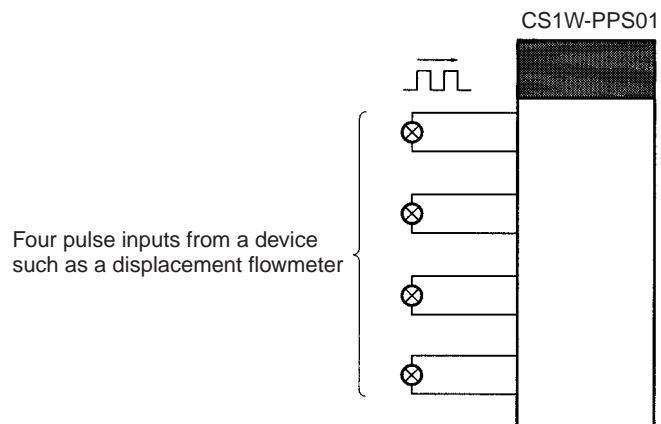 CS1W-PPS01
Four pulse inputs from a device
such as a displacement flowmeter